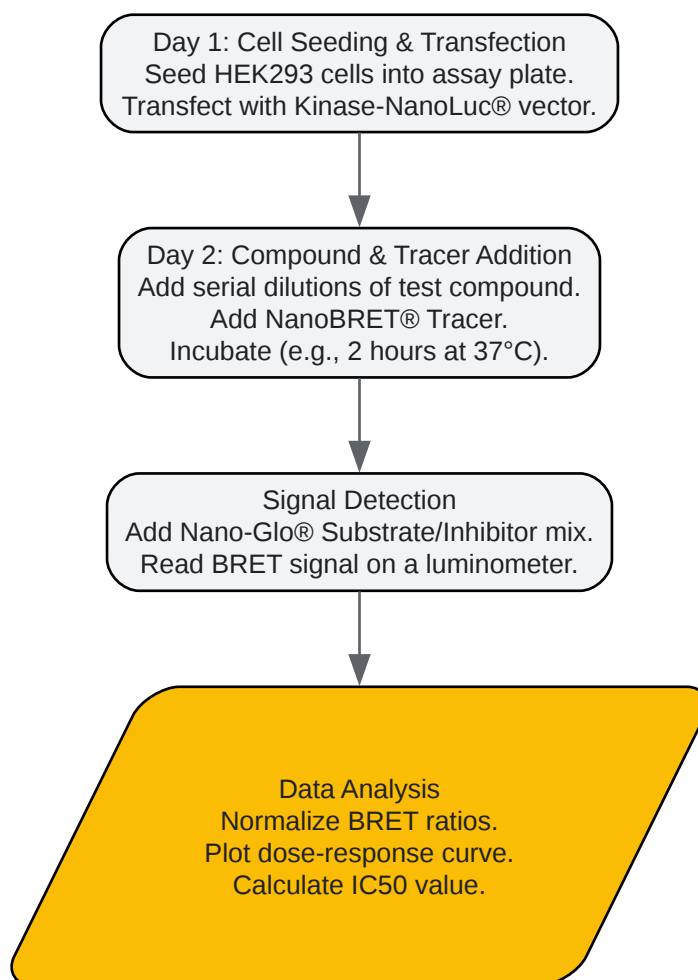 Day 1: Cell Seeding & Transfection
Seed HEK293 cells into assay plate.
Transfect with Kinase-NanoLuc® vector.
Day 2: Compound & Tracer Addition
Add serial dilutions of test compound.
Add NanoBRET® Tracer.
Incubate (e.g., 2 hours at 37°C).
Signal Detection
Add Nano-Glo® Substrate/Inhibitor mix.
Read BRET signal on a luminometer.
Data Analysis
Normalize BRET ratios.
Plot dose-response curve.
Calculate IC50 value.